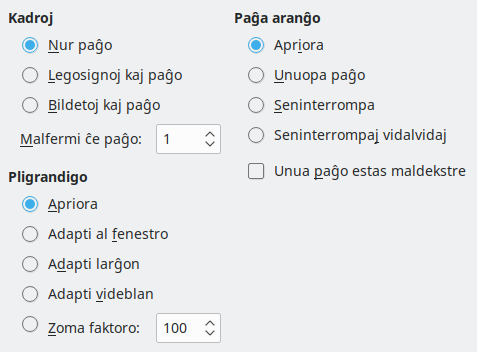 Kadroj
Nur paĝo
Legosignoj kaj paĝo
Bildetoj kaj paĝo
Malfermi ĉe paĝo: 1
Pligrandigo
Apriora
Adapti al fenestro
Adapti larĝon
Adapti videblan
Zoma faktoro: 100
Paĝa aranĝo
Apriora
Unuopa paĝo
Seninterrompa
Seninterrompaj vidalvidaj
Unua paĝo estas maldekstre